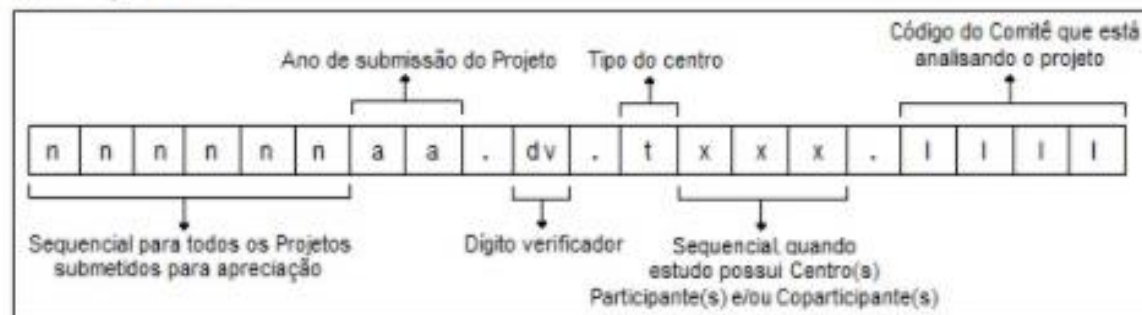 Código do Comitê que está
analisando o projeto
Ano de submissão do Projeto
Tipo do centro
n n n n n n a a . dv . t x x x . l l l l
Sequencial para todos os Projetos
submetidos para apreciação
Dígito verificador
Sequencial quando
estudo possui Centro(s)
Participante(s) e/ou Coparticipante(s)